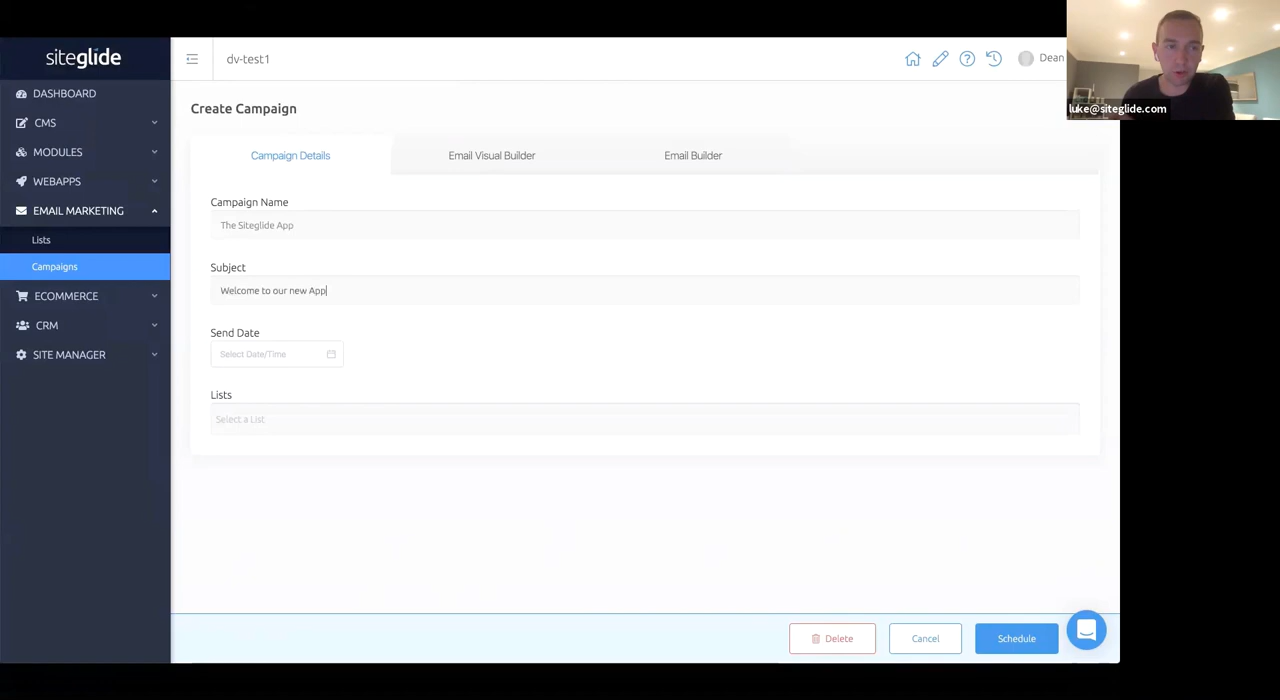 siteglide
dv-test1
Dean
luke@siteglide.com
DASHBOARD
CMS
MODULES
WEBAPPS
EMAIL MARKETING
Lists
Campaigns
ECOMMERCE
CRM
SITE MANAGER
Create Campaign
Campaign Details
Email Visual Builder
Email Builder
Campaign Name
The Siteglide App
Subject
Welcome to our new App
Send Date
Select Date/Time
Lists
Select a List
Delete
Cancel
Schedule